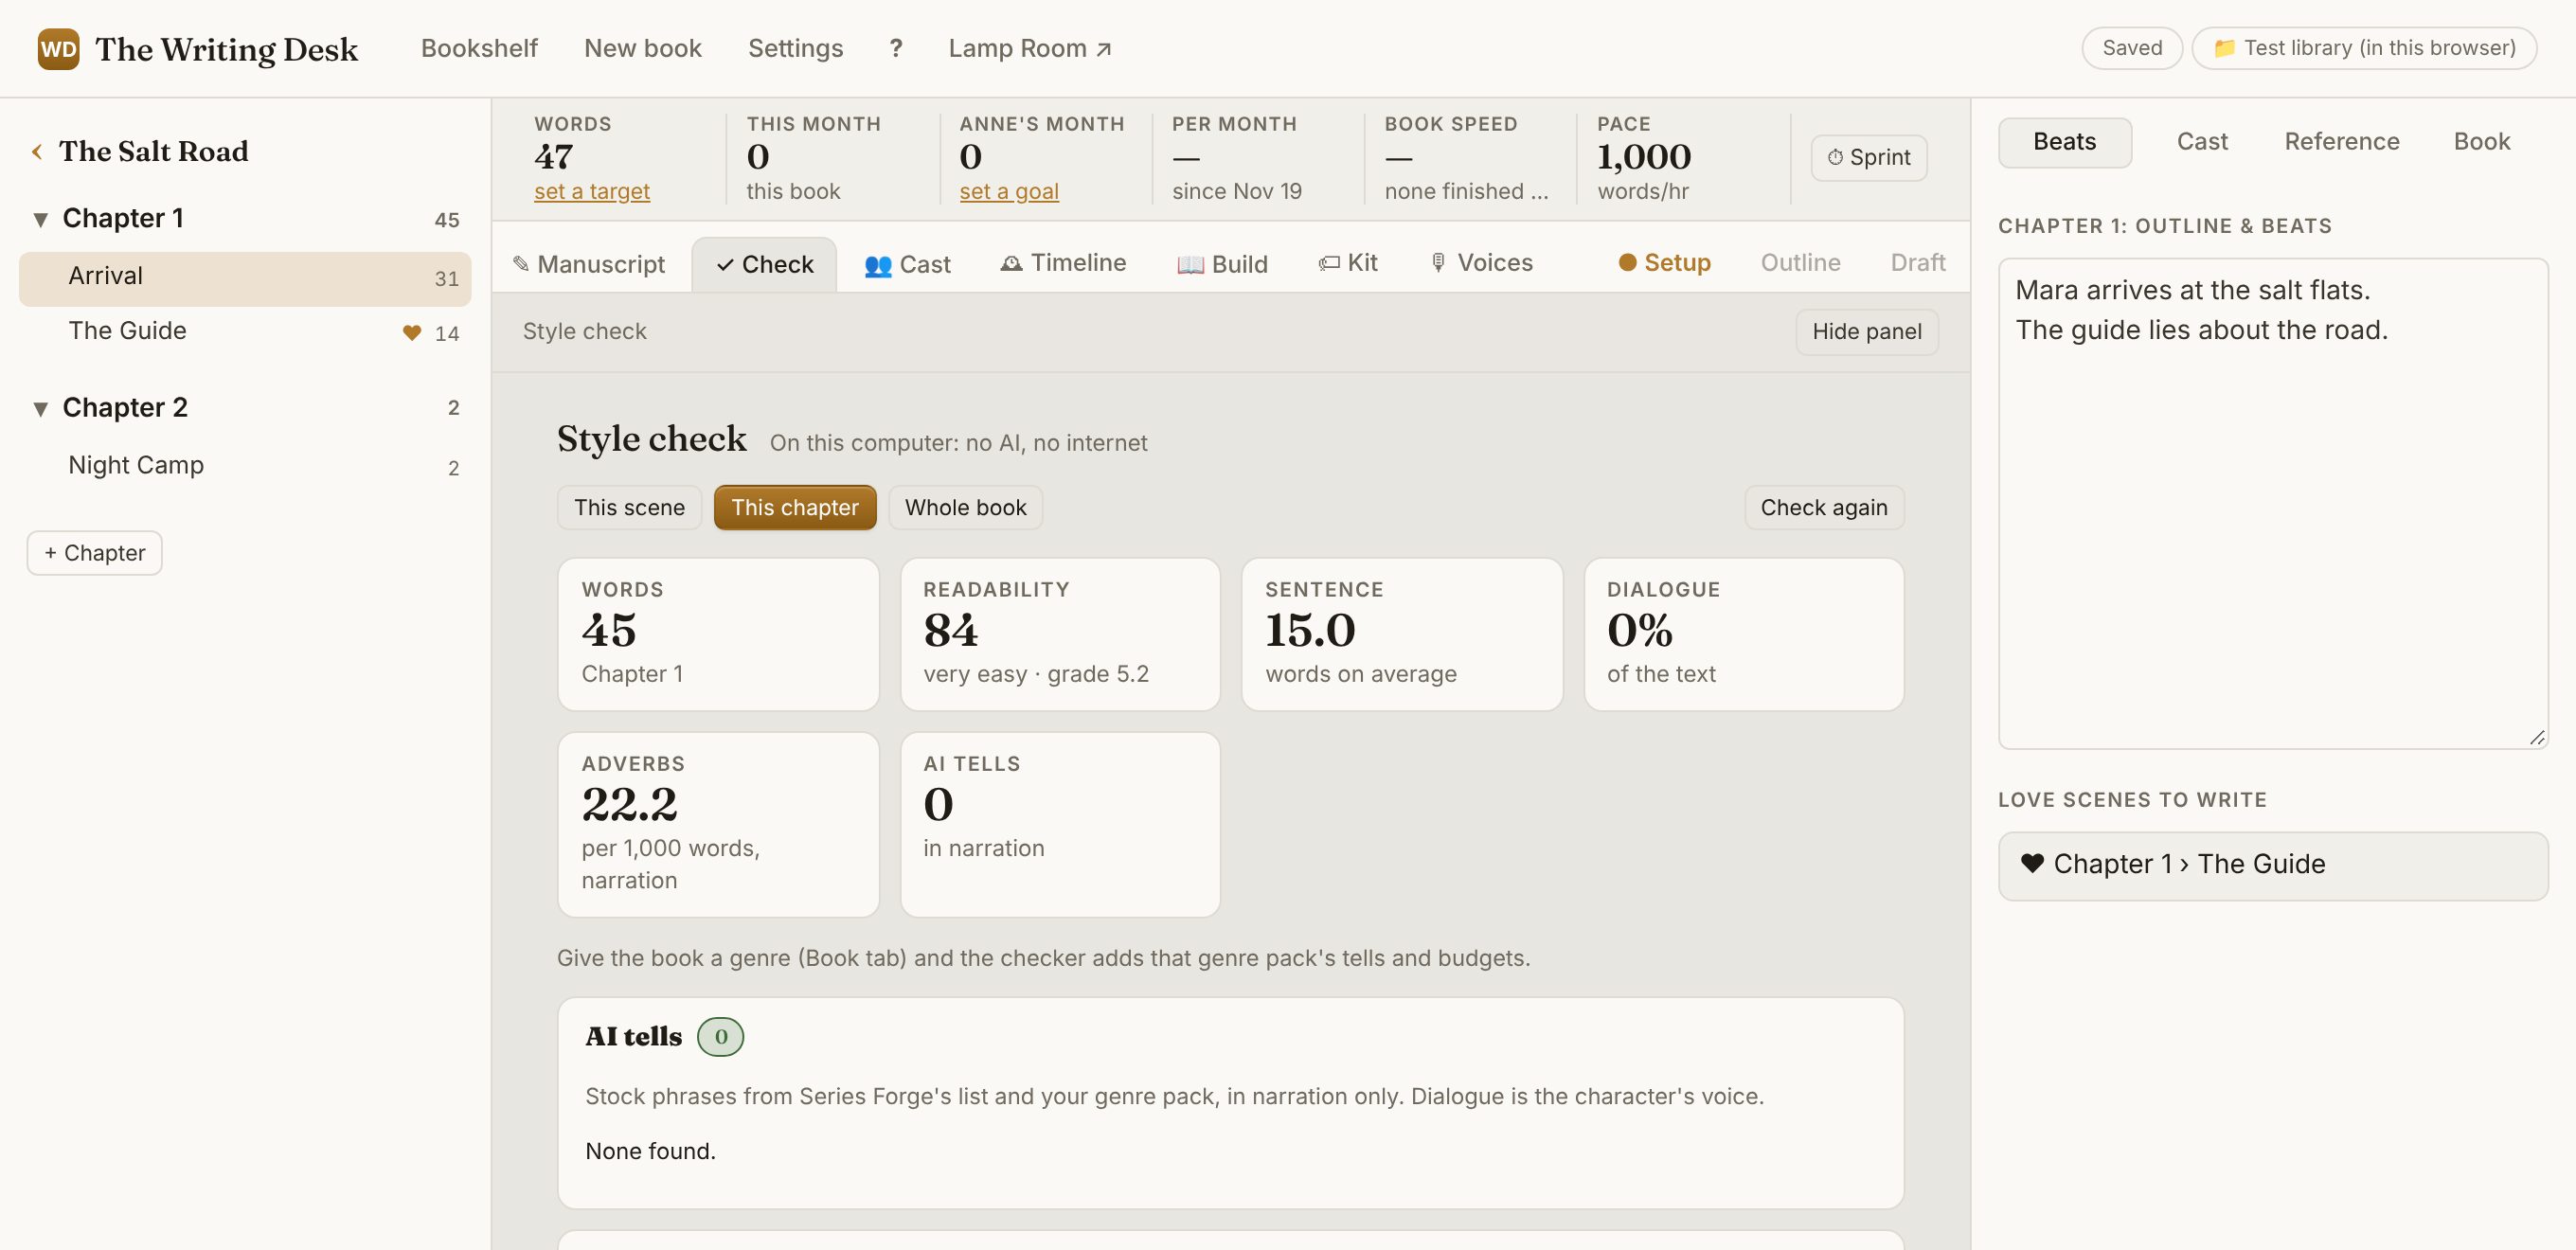 WD The Writing Desk Bookshelf New book Settings ? Lamp Room ↗ Saved 📁 Test library (in this browser)
‹ The Salt Road
▼ Chapter 1 45
Arrival 31
The Guide ♥ 14
▼ Chapter 2 2
Night Camp 2
+ Chapter
WORDS
47
set a target
THIS MONTH
0
this book
ANNE'S MONTH
0
set a goal
PER MONTH
—
since Nov 19
BOOK SPEED
—
none finished ...
PACE
1,000
words/hr
⏱ Sprint
✎ Manuscript ✓ Check 👥 Cast 🕰 Timeline 📖 Build 🏷 Kit 🎙 Voices ● Setup Outline Draft
Style check Hide panel
Style check On this computer: no AI, no internet
This scene This chapter Whole book Check again
WORDS
45
Chapter 1
READABILITY
84
very easy · grade 5.2
SENTENCE
15.0
words on average
DIALOGUE
0%
of the text
ADVERBS
22.2
per 1,000 words,
narration
AI TELLS
0
in narration
Give the book a genre (Book tab) and the checker adds that genre pack's tells and budgets.
AI tells 0
Stock phrases from Series Forge's list and your genre pack, in narration only. Dialogue is the character's voice.
None found.
Beats Cast Reference Book
CHAPTER 1: OUTLINE & BEATS
Mara arrives at the salt flats.
The guide lies about the road.
LOVE SCENES TO WRITE
♥ Chapter 1 › The Guide